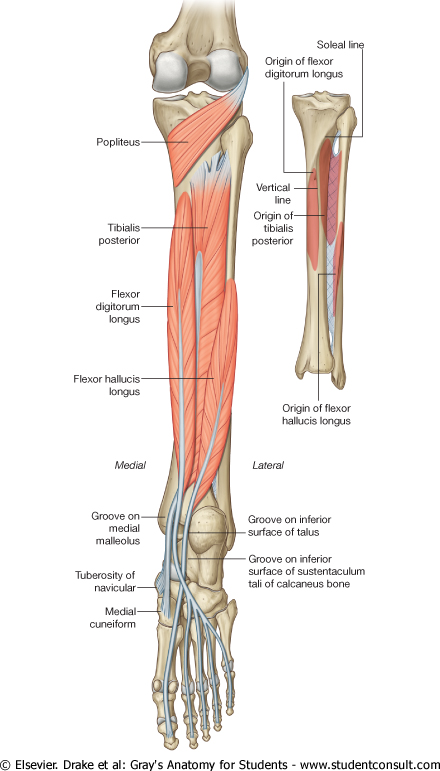 Soleal line
Origin of flexor
digitorum longus
Popliteus
Vertical
line
Origin of
tibialis
posterior
Tibialis
posterior
Flexor
digitorum
longus
Flexor hallucis
longus
Origin of flexor
hallucis longus
Medial
Lateral
Groove on
medial
malleolus
Groove on inferior
surface of talus
Groove on inferior
surface of sustentaculum
tali of calcaneus bone
Tuberosity of
navicular
Medial
cuneiform
© Elsevier. Drake et al: Gray's Anatomy for Students - www.studentconsult.com